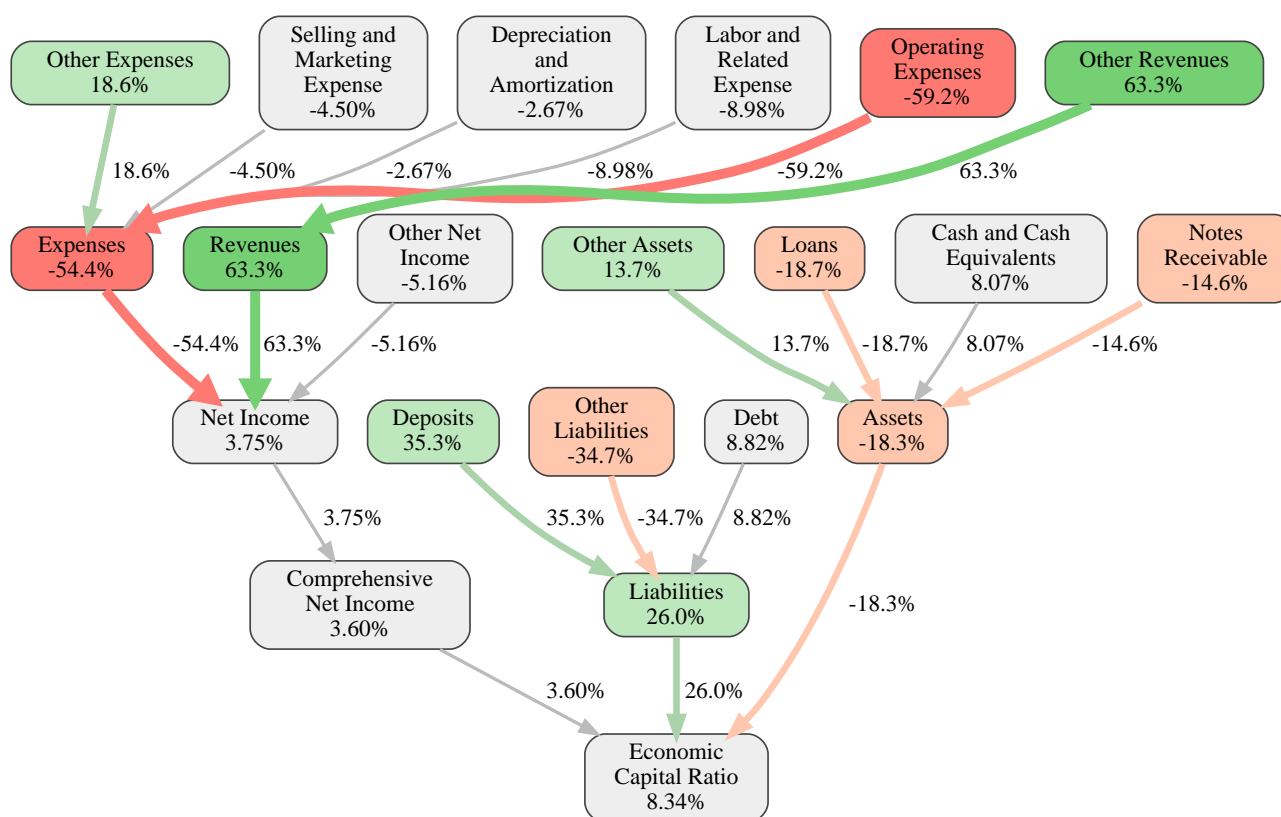 Other Expenses
18.6%
Selling and
Marketing
Expense
-4.50%
Depreciation
and
Amortization
-2.67%
Labor and
Related
Expense
-8.98%
Operating
Expenses
-59.2%
Other Revenues
63.3%
18.6%
-4.50%
-2.67%
-8.98%
-59.2%
63.3%
Expenses
-54.4%
Revenues
63.3%
Other Net
Income
-5.16%
Other Assets
13.7%
Loans
-18.7%
Cash and Cash
Equivalents
8.07%
Notes
Receivable
-14.6%
-54.4%
63.3%
-5.16%
13.7%
-18.7%
8.07%
-14.6%
Net Income
3.75%
Deposits
35.3%
Other
Liabilities
-34.7%
Debt
8.82%
Assets
-18.3%
3.75%
35.3%
-34.7%
8.82%
Comprehensive
Net Income
3.60%
Liabilities
26.0%
-18.3%
3.60%
26.0%
Economic
Capital Ratio
8.34%